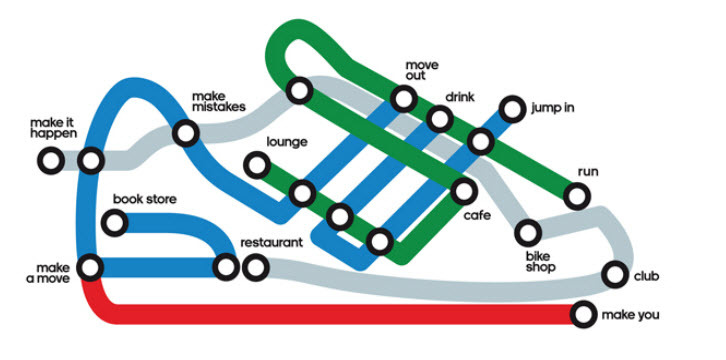 move
out
make
mistakes
drink
jump in
make it
happen
lounge
run
book store
cafe
restaurant
bike
shop
make
a move
club
make you